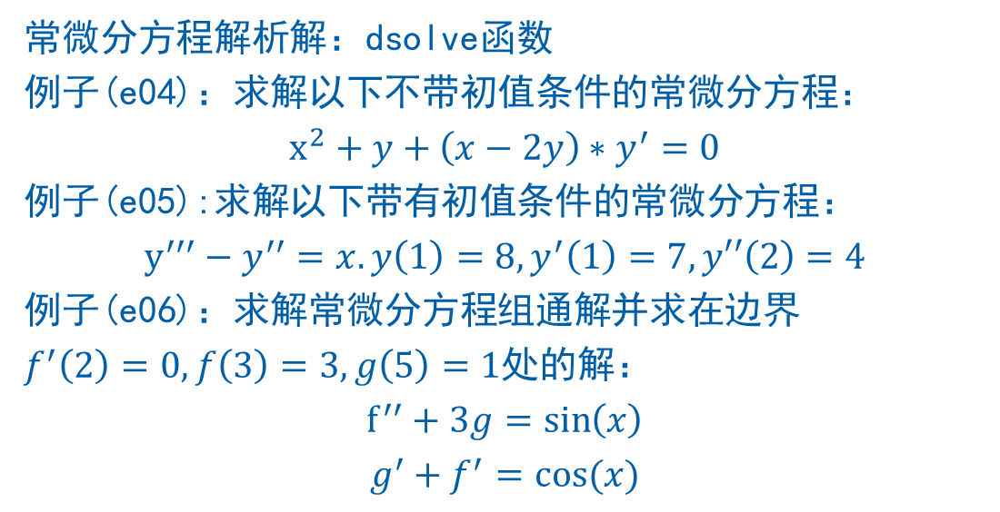 常微分方程解析解：dsolve函数
例子(e04)：求解以下不带初值条件的常微分方程：
x² + y + (x − 2y) ∗ y′ = 0
例子(e05):求解以下带有初值条件的常微分方程：
y′′′ − y′′ = x. y(1) = 8, y′(1) = 7, y′′(2) = 4
例子(e06)：求解常微分方程组通解并求在边界
f′(2) = 0, f(3) = 3, g(5) = 1处的解：
f′′ + 3g = sin(x)
g′ + f′ = cos(x)